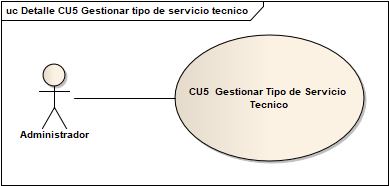 uc Detalle CU5 Gestionar tipo de servicio tecnico
CU5  Gestionar Tipo de Servicio
Tecnico
Administrador